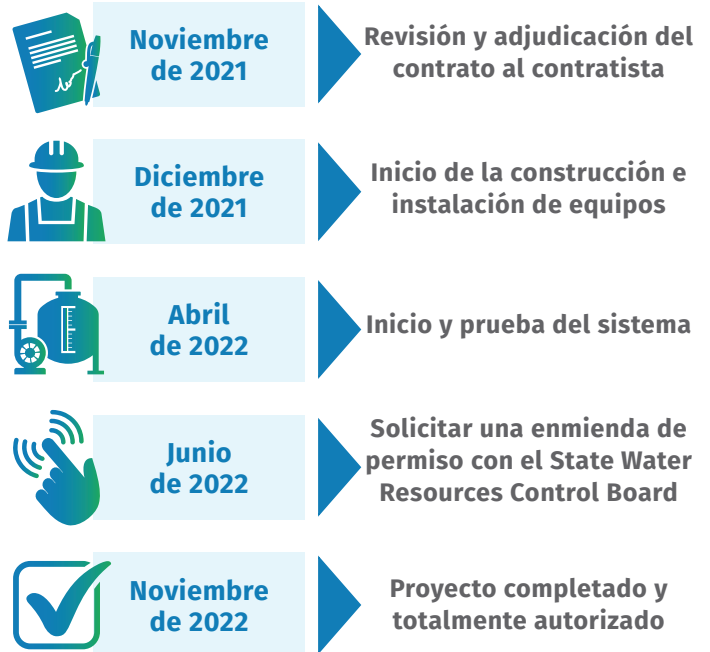 Noviembre
de 2021
Revisión y adjudicación del
contrato al contratista
Diciembre
de 2021
Inicio de la construcción e
instalación de equipos
Abril
de 2022
Inicio y prueba del sistema
Junio
de 2022
Solicitar una enmienda de
permiso con el State Water
Resources Control Board
Noviembre
de 2022
Proyecto completado y
totalmente autorizado